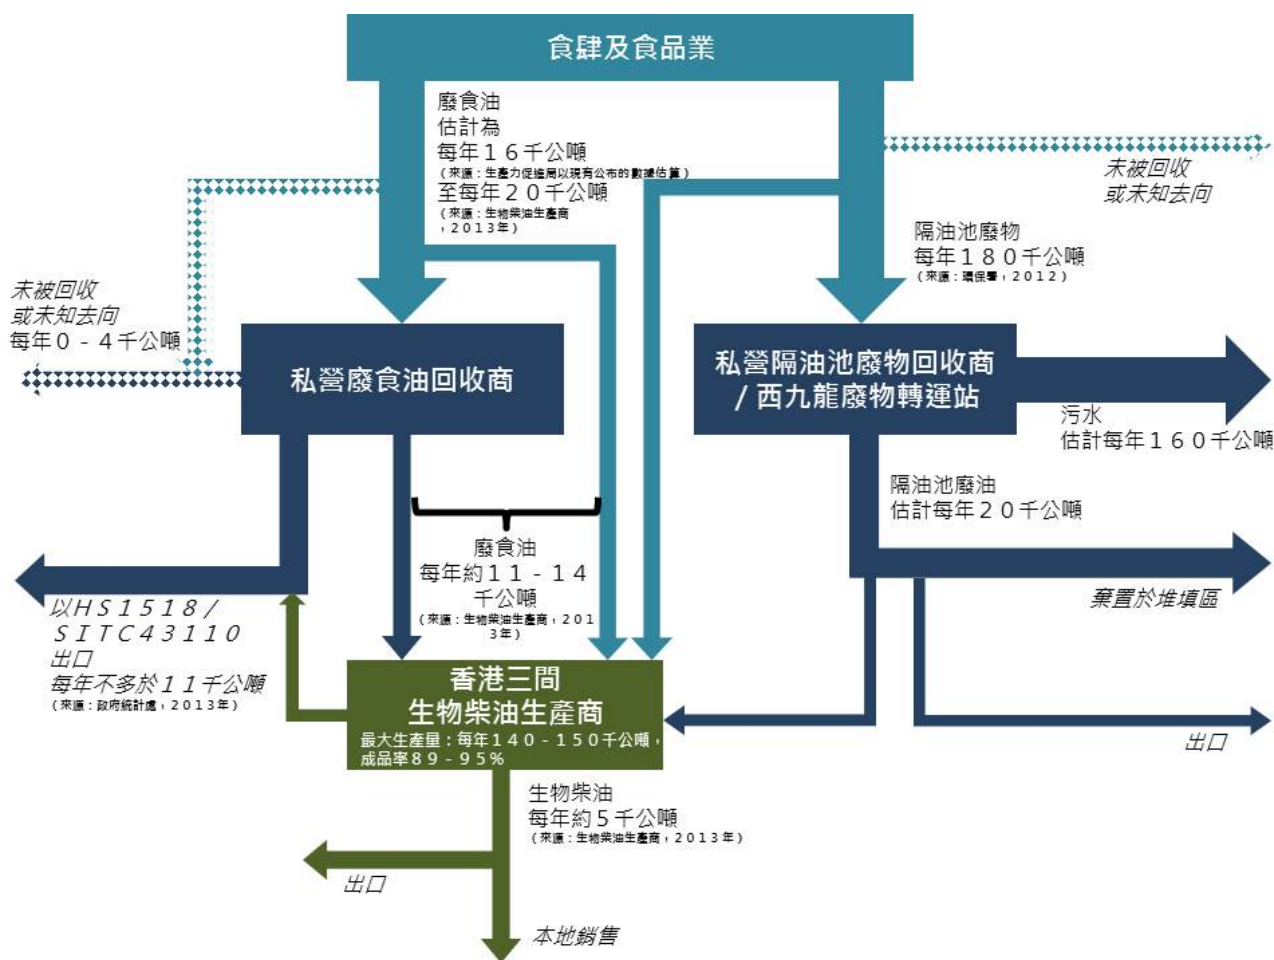 食肆及食品業
廢食油
估計為
每年１６千公噸
（來源：生產力促進局以現有公布的數據估算）
至每年２０千公噸
（來源：生物柴油生產商
，２０１３年）
未被回收
或未知去向
隔油池廢物
每年１８０千公噸
（來源：環保署，２０１２）
未被回收
或未知去向
每年０－４千公噸
私營廢食油回收商
私營隔油池廢物回收商
／西九龍廢物轉運站
污水
估計每年１６０千公噸
隔油池廢油
估計每年２０千公噸
廢食油
每年約１１－１４
千公噸
（來源：生物柴油生產商，２０１
３年）
以ＨＳ１５１８／
ＳＩＴＣ４３１１０
出口
每年不多於１１千公噸
（來源：政府統計處，２０１３年）
棄置於堆填區
香港三間
生物柴油生產商
最大生產量：每年１４０－１５０千公噸，
成品率８９－９５％
出口
生物柴油
每年約５千公噸
（來源：生物柴油生產商，２０１３年）
出口
本地銷售